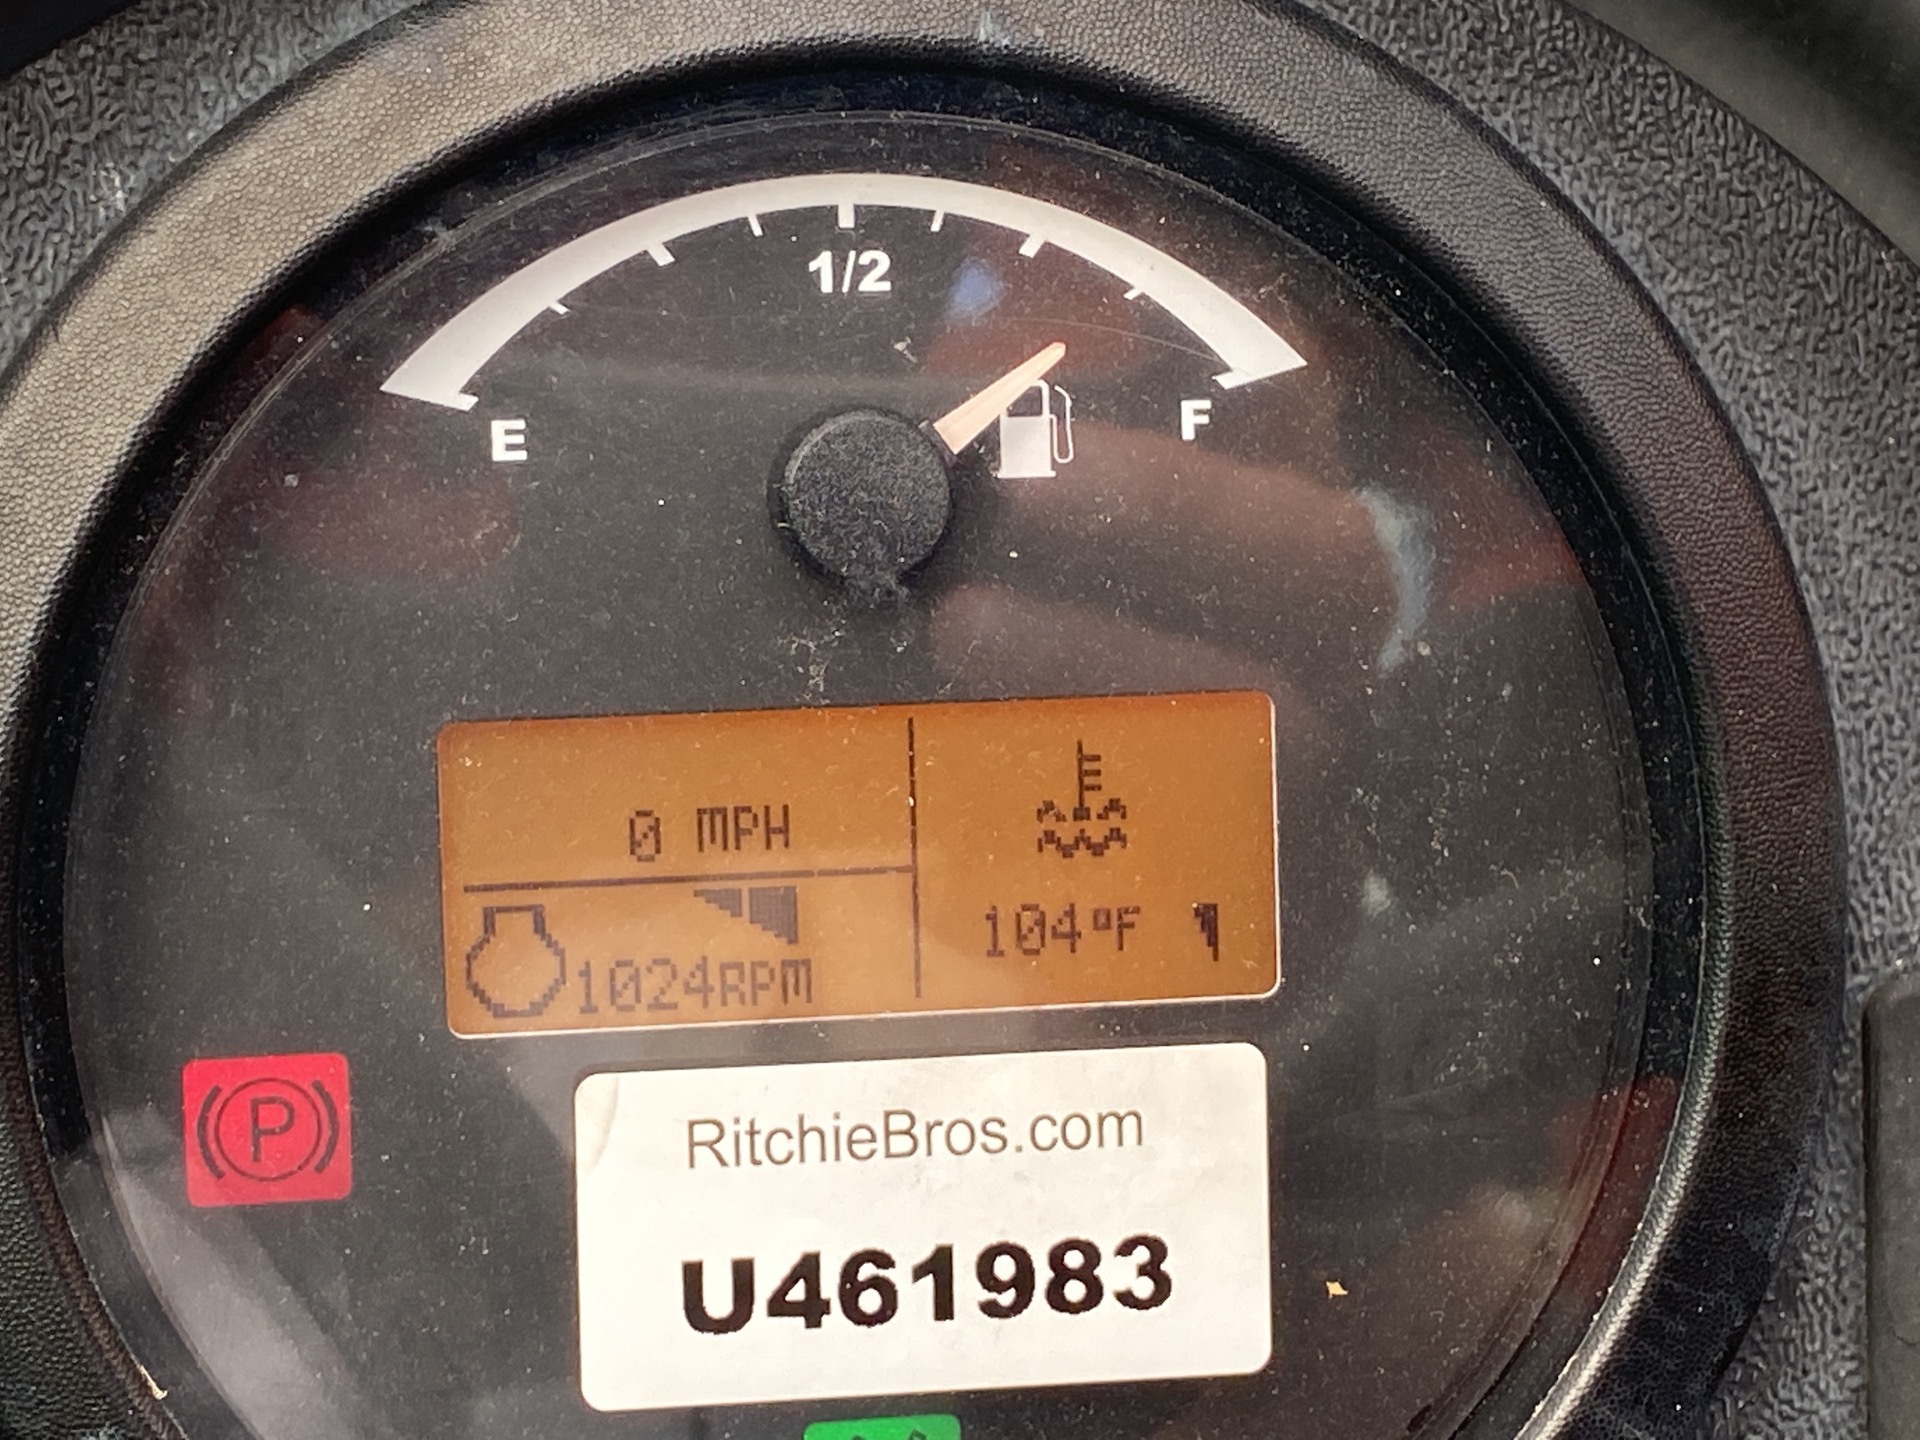 1/2
E
F
0 MPH
104°F
1024RPM
P
RitchieBros.com
U461983